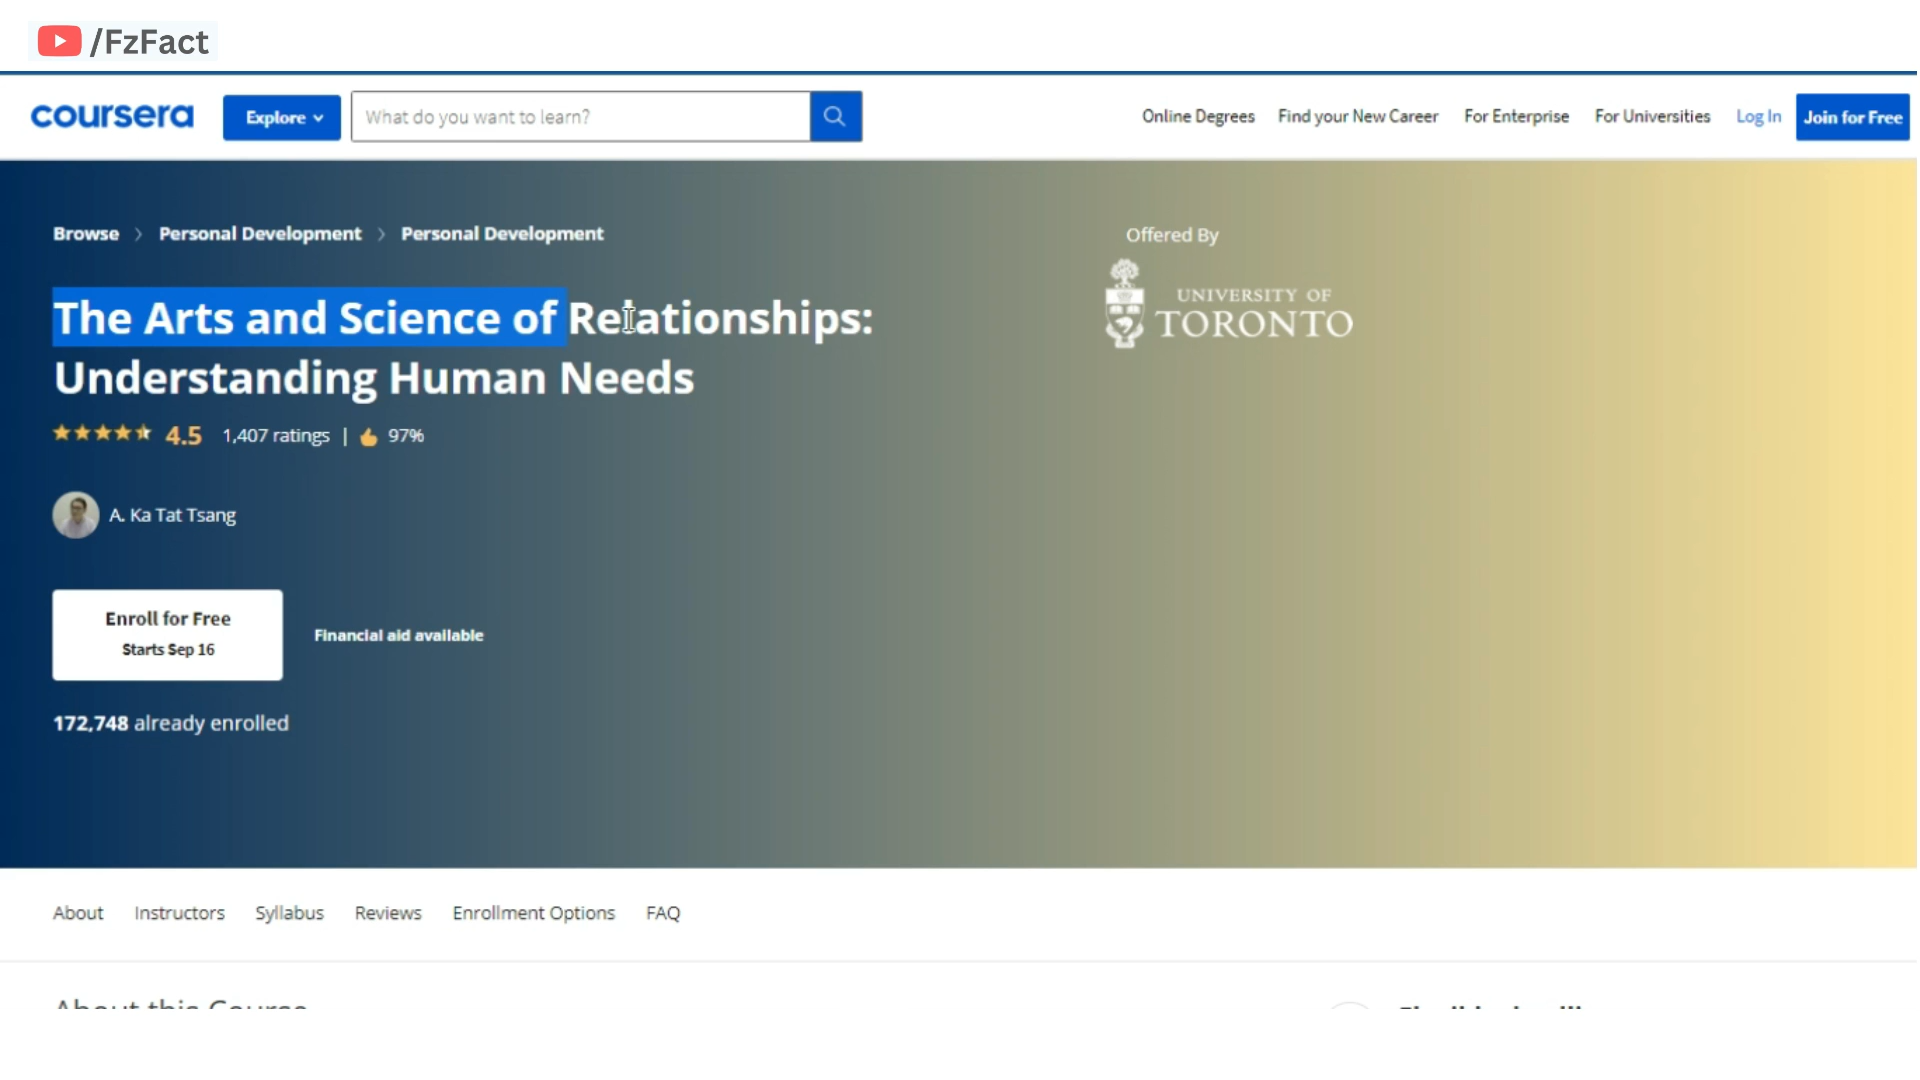 /FzFact
coursera
Explore
What do you want to learn?
Online Degrees
Find your New Career
For Enterprise
For Universities
Log In
Join for Free
Browse > Personal Development > Personal Development
Offered By
UNIVERSITY OF
TORONTO
The Arts and Science of Relationships:
Understanding Human Needs
4.5 1,407 ratings | 97%
A. Ka Tat Tsang
Enroll for Free
Starts Sep 16
Financial aid available
172,748 already enrolled
About
Instructors
Syllabus
Reviews
Enrollment Options
FAQ
About this Course